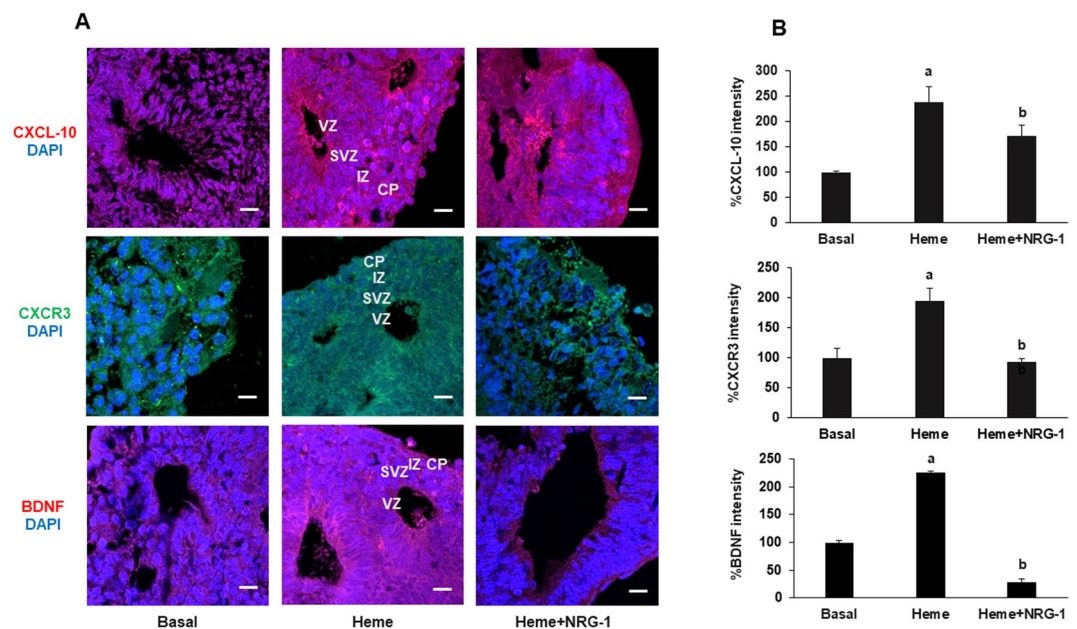 A
CXCL-10
DAPI
VZ
SVZ
IZ
CP
CXCR3
DAPI
CP
IZ
SVZ
VZ
BDNF
DAPI
SVZ IZ CP
VZ
Basal Heme Heme+NRG-1
B
%CXCL-10 intensity
300
250
200
150
100
50
0
a
b
Basal Heme Heme+NRG-1
%CXCR3 intensity
250
200
150
100
50
0
a
b
b
Basal Heme Heme+NRG-1
%BDNF intensity
250
200
150
100
50
0
a
b
Basal Heme Heme+NRG-1